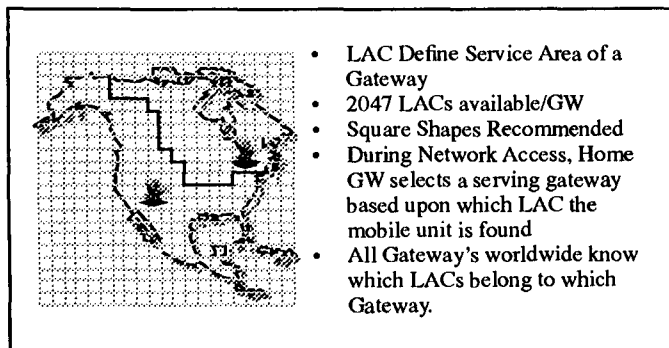 • LAC Define Service Area of a
Gateway
• 2047 LACs available/GW
• Square Shapes Recommended
• During Network Access, Home
GW selects a serving gateway
based upon which LAC the
mobile unit is found
• All Gateway's worldwide know
which LACs belong to which
Gateway.